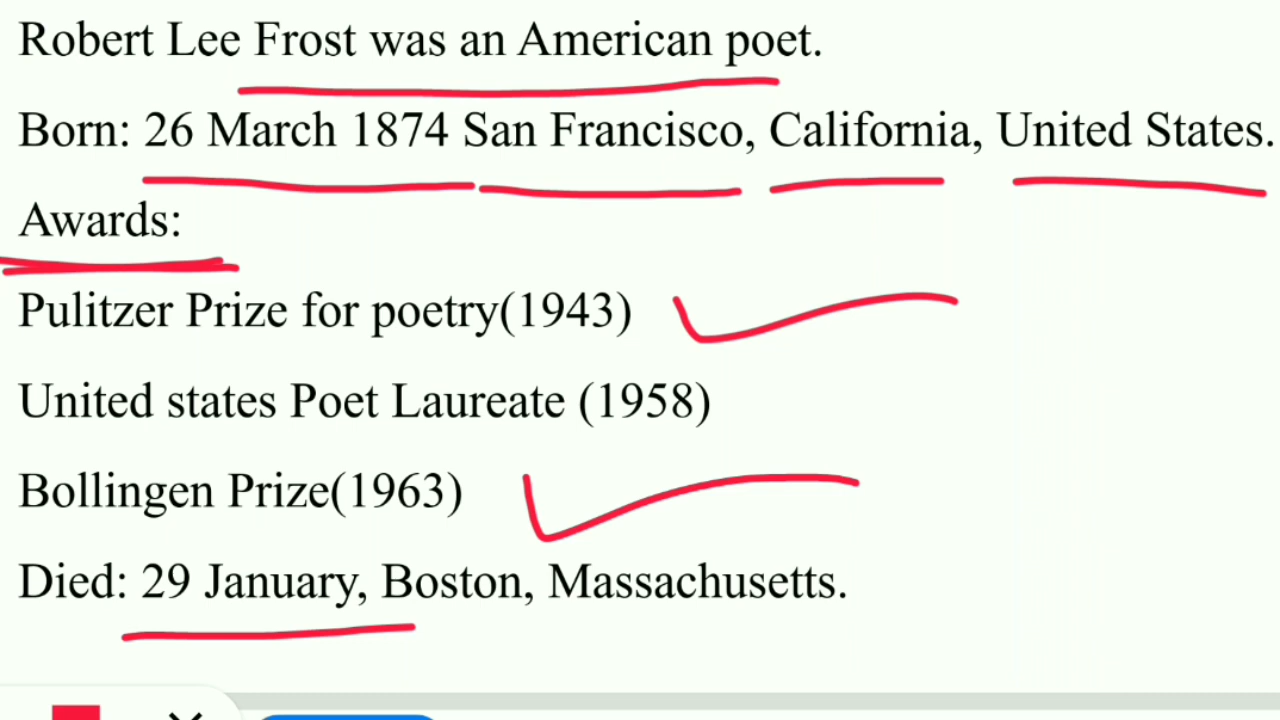 Robert Lee Frost was an American poet.
Born: 26 March 1874 San Francisco, California, United States.
Awards:
Pulitzer Prize for poetry(1943)
United states Poet Laureate (1958)
Bollingen Prize(1963)
Died: 29 January, Boston, Massachusetts.